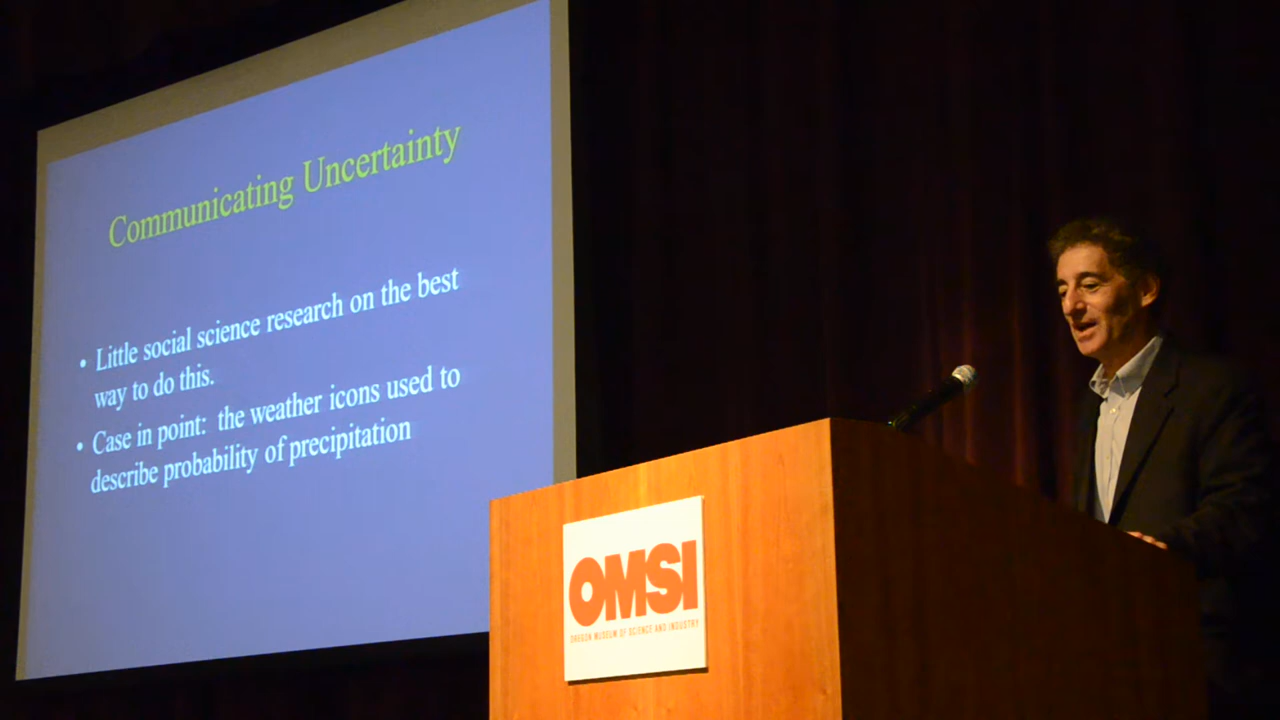 Communicating Uncertainty
• Little social science research on the best
way to do this.
• Case in point: the weather icons used to
describe probability of precipitation
OMSI
OREGON MUSEUM OF SCIENCE AND INDUSTRY